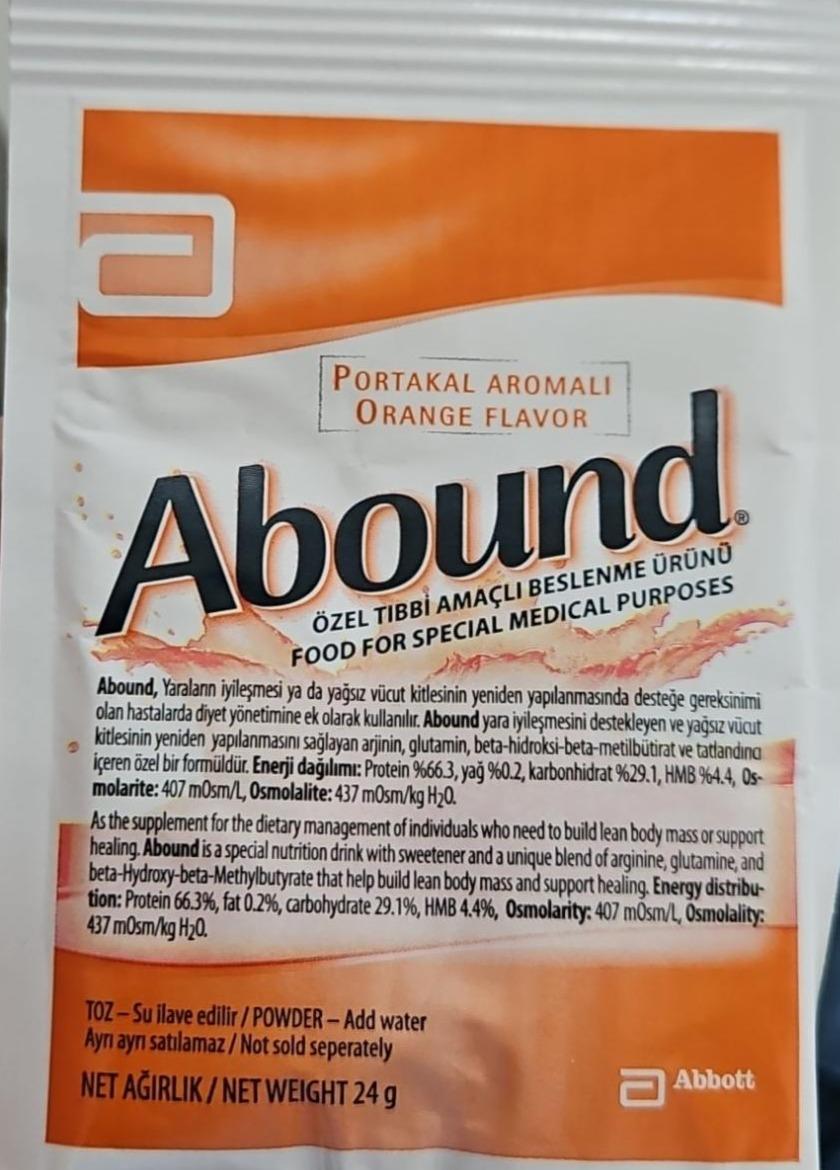 PORTAKAL AROMALI
ORANGE FLAVOR
Abound®
ÖZEL TIBBİ AMAÇLI BESLENME ÜRÜNÜ
FOOD FOR SPECIAL MEDICAL PURPOSES
Abound, Yaraların iyileşmesi ya da yağsız vücut kitlesinin yeniden yapılanmasında desteğe gereksinimi
olan hastalarda diyet yönetimine ek olarak kullanılır. Abound yara iyileşmesini destekleyen ve yağsız vücut
kitlesinin yeniden yapılanmasını sağlayan arjinin, glutamin, beta-hidroksi-beta-metilbütirat ve tatlandırıcı
içeren özel bir formüldür. Enerji dağılımı: Protein %66.3, yağ %0.2, karbonhidrat %29.1, HMB %4.4, Os-
molarite: 407 mOsm/L, Osmolalite: 437 mOsm/kg H₂O.
As the supplement for the dietary management of individuals who need to build lean body mass or support
healing. Abound is a special nutrition drink with sweetener and a unique blend of arginine, glutamine, and
beta-Hydroxy-beta-Methylbutyrate that help build lean body mass and support healing. Energy distribu-
tion: Protein 66.3%, fat 0.2%, carbohydrate 29.1%, HMB 4.4%, Osmolarity: 407 mOsm/L, Osmolality:
437 mOsm/kg H₂O.
TOZ – Su ilave edilir / POWDER – Add water
Ayrı ayrı satılamaz / Not sold seperately
NET AĞIRLIK / NET WEIGHT 24 g
Abbott